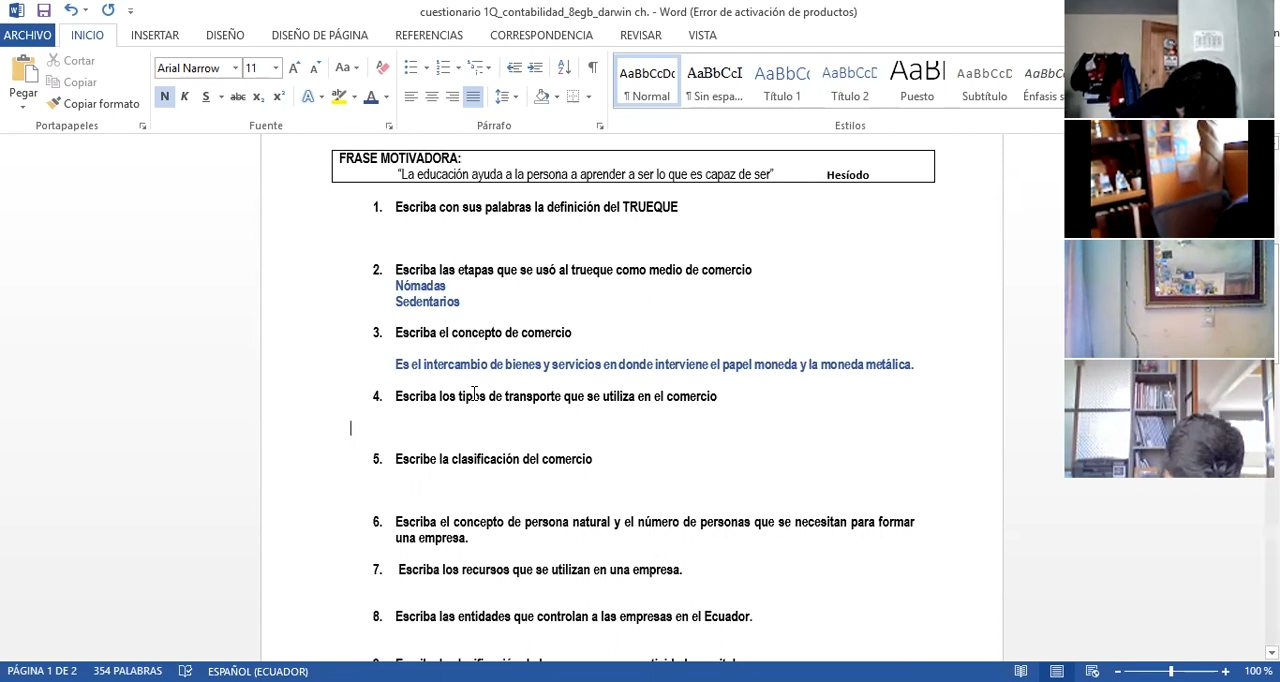 cuestionario 1Q_contabilidad_8egb_darwin ch. - Word (Error de activación de productos)
ARCHIVO INICIO INSERTAR DISEÑO DISEÑO DE PÁGINA REFERENCIAS CORRESPONDENCIA REVISAR VISTA
Pegar
Cortar
Copiar
Copiar formato
Portapapeles
Arial Narrow 11
Fuente
Párrafo
AaBbCcDc AaBbCcI AaBbCc AaBbCcD AaBl AaBbCcD AaBbCc
¶ Normal ¶ Sin espa... Título 1 Título 2 Puesto Subtítulo Énfasis s
Estilos
FRASE MOTIVADORA:
“La educación ayuda a la persona a aprender a ser lo que es capaz de ser” Hesíodo
1. Escriba con sus palabras la definición del TRUEQUE
2. Escriba las etapas que se usó al trueque como medio de comercio
Nómadas
Sedentarios
3. Escriba el concepto de comercio
Es el intercambio de bienes y servicios en donde interviene el papel moneda y la moneda metálica.
4. Escriba los tipos de transporte que se utiliza en el comercio
5. Escribe la clasificación del comercio
6. Escriba el concepto de persona natural y el número de personas que se necesitan para formar
una empresa.
7. Escriba los recursos que se utilizan en una empresa.
8. Escriba las entidades que controlan a las empresas en el Ecuador.
PÁGINA 1 DE 2 354 PALABRAS ESPAÑOL (ECUADOR) 100 %